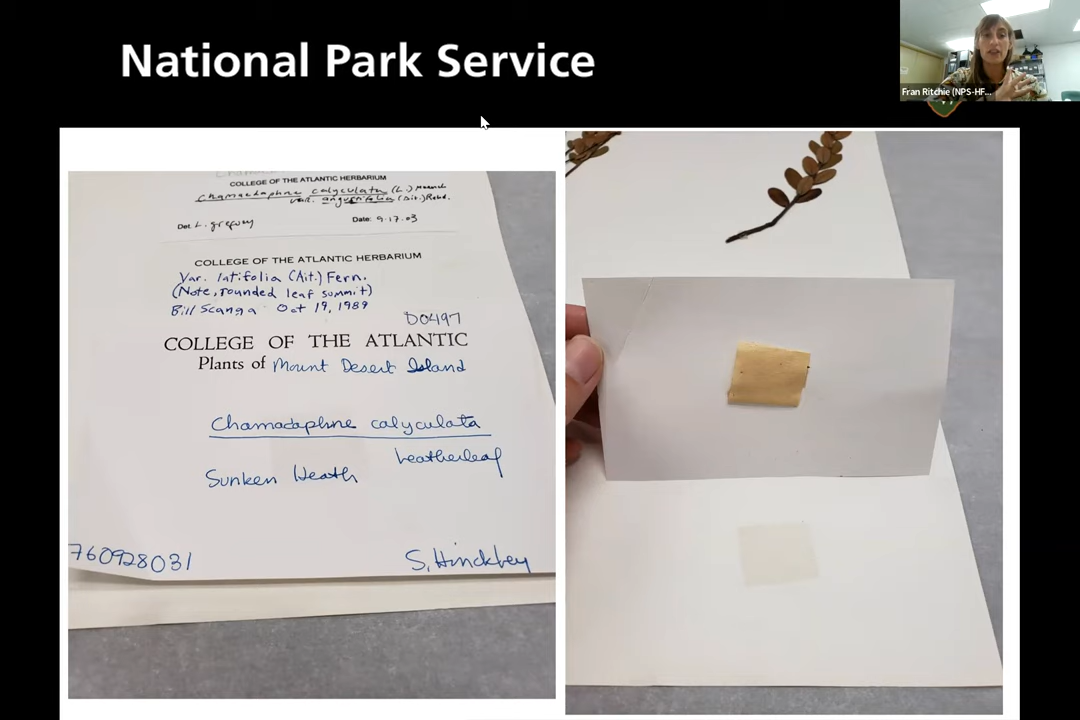 National Park Service
Fran Ritchie (NPS-HF...
COLLEGE OF THE ATLANTIC HERBARIUM
Chamaedaphne calyculata (L.) Moench
var. angustifolia (Ait.) Rehd.
Det. L. Gregory Date: 9.17.03
COLLEGE OF THE ATLANTIC HERBARIUM
Var. latifolia (Ait.) Fern.
(Note, rounded leaf summit)
Bill Scanga Oct 19, 1989
00497
COLLEGE OF THE ATLANTIC
Plants of Mount Desert Island
Chamadaphne calyculata
Leatherleaf
Sunken Heath
760928031
S. Hinckley